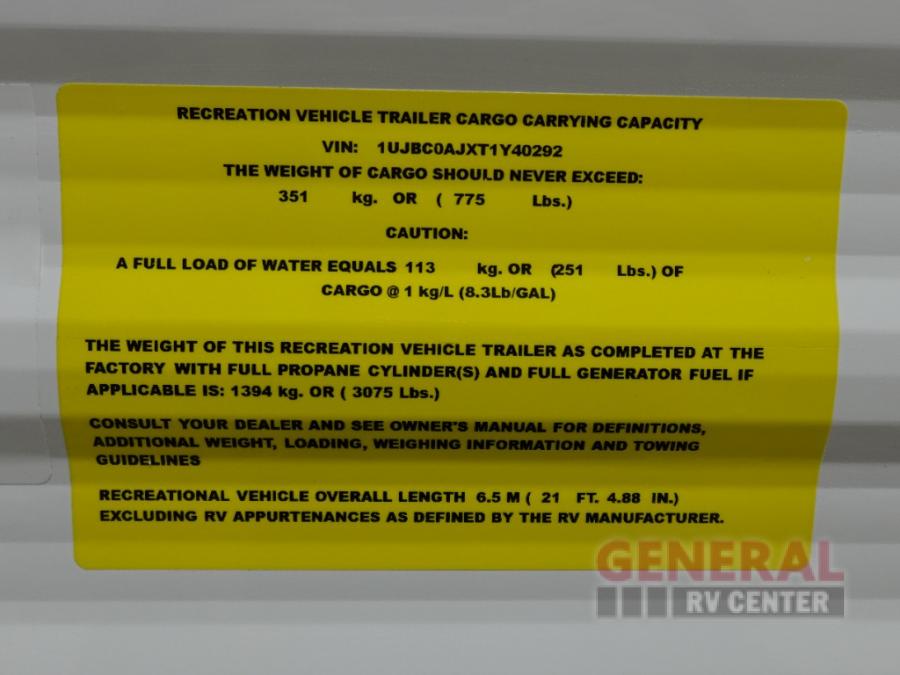 RECREATION VEHICLE TRAILER CARGO CARRYING CAPACITY
VIN: 1UJBC0AJXT1Y40292
THE WEIGHT OF CARGO SHOULD NEVER EXCEED:
351 kg. OR ( 775 Lbs.)
CAUTION:
A FULL LOAD OF WATER EQUALS 113 kg. OR (251 Lbs.) OF
CARGO @ 1 kg/L (8.3Lb/GAL)
THE WEIGHT OF THIS RECREATION VEHICLE TRAILER AS COMPLETED AT THE
FACTORY WITH FULL PROPANE CYLINDER(S) AND FULL GENERATOR FUEL IF
APPLICABLE IS: 1394 kg. OR ( 3075 Lbs.)
CONSULT YOUR DEALER AND SEE OWNER'S MANUAL FOR DEFINITIONS,
ADDITIONAL WEIGHT, LOADING, WEIGHING INFORMATION AND TOWING
GUIDELINES
RECREATIONAL VEHICLE OVERALL LENGTH 6.5 M ( 21 FT. 4.88 IN.)
EXCLUDING RV APPURTENANCES AS DEFINED BY THE RV MANUFACTURER.
GENERAL
RV CENTER